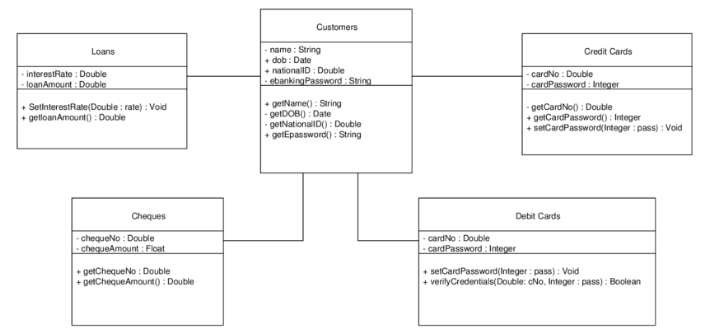 Customers
- name : String
+ dob : Date
+ nationalID : Double
- ebankingPassword : String
+ getName() : String
- getDOB() : Date
- getNationalID() : Double
+ getEpassword() : String
Loans
- interestRate : Double
- loanAmount : Double
+ SetInterestRate(Double : rate) : Void
+ getloanAmount() : Double
Credit Cards
- cardNo : Double
- cardPassword : Integer
- getCardNo() : Double
+ getCardPassword() : Integer
+ setCardPassword(Integer : pass) : Void
Cheques
- chequeNo : Double
- chequeAmount : Float
+ getChequeNo : Double
+ getChequeAmount() : Double
Debit Cards
- cardNo : Double
- cardPassword : Integer
+ setCardPassword(Integer : pass) : Void
+ verifyCredentials(Double: cNo, Integer : pass) : Boolean